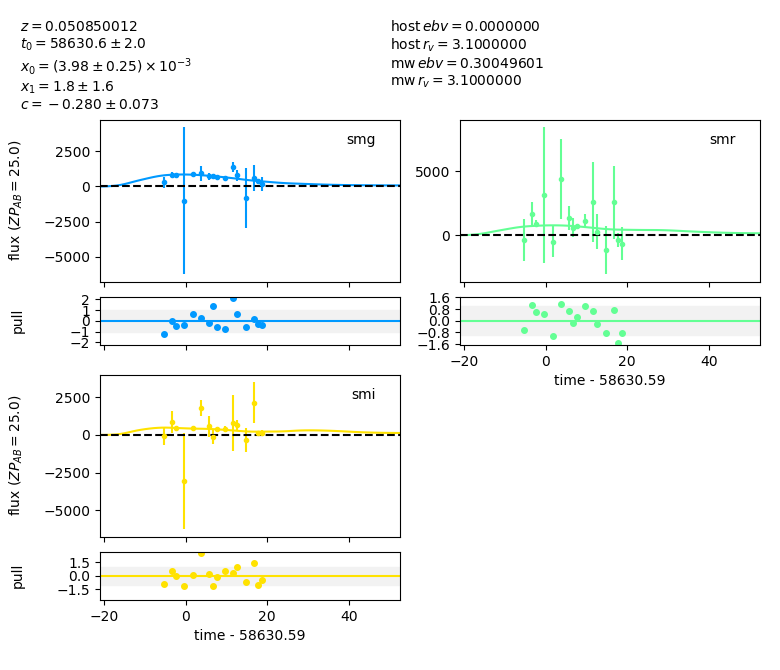 z = 0.050850012
t₀ = 58630.6 ± 2.0
x₀ = (3.98 ± 0.25) × 10⁻³
x₁ = 1.8 ± 1.6
c = −0.280 ± 0.073
host ebv = 0.0000000
host r_v = 3.1000000
mw ebv = 0.30049601
mw r_v = 3.1000000
smg
2500
0
−2500
−5000
flux (ZP_AB = 25.0)
2
1
0
−1
−2
pull
smr
5000
0
1.6
0.8
0.0
−0.8
−1.6
−20 0 20 40
time - 58630.59
smi
2500
0
−2500
−5000
flux (ZP_AB = 25.0)
1.5
0.0
−1.5
pull
−20 0 20 40
time - 58630.59